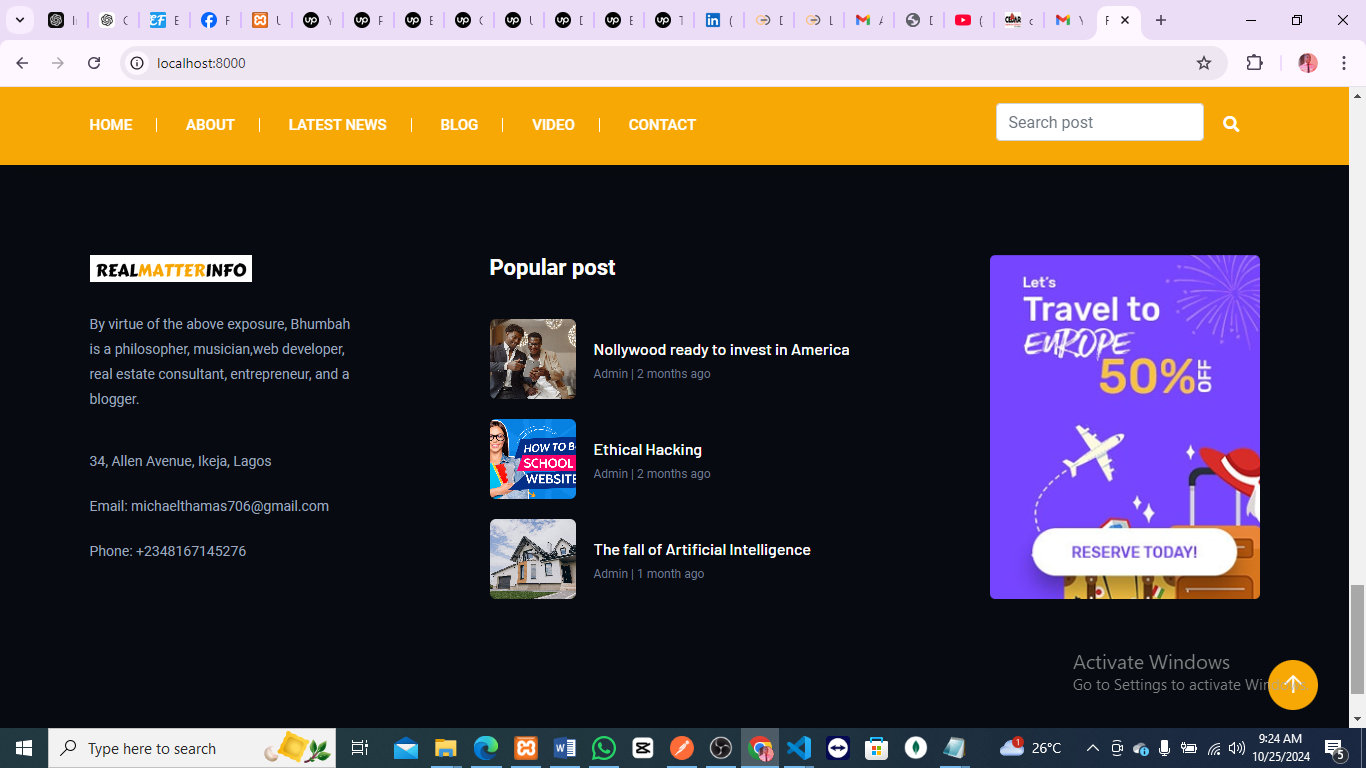 localhost:8000
HOME
ABOUT
LATEST NEWS
BLOG
VIDEO
CONTACT
Search post
REALMATTERINFO
By virtue of the above exposure, Bhumbah
is a philosopher, musician,web developer,
real estate consultant, entrepreneur, and a
blogger.
34, Allen Avenue, Ikeja, Lagos
Email: michaelthamas706@gmail.com
Phone: +2348167145276
Popular post
Nollywood ready to invest in America
Admin | 2 months ago
HOW TO B
SCHOOL
WEBSITE
Ethical Hacking
Admin | 2 months ago
The fall of Artificial Intelligence
Admin | 1 month ago
Let's
Travel to
EUROPE
50% OFF
RESERVE TODAY!
Activate Windows
Go to Settings to activate Windows.
Type here to search
1
26°C
9:24 AM
10/25/2024
5